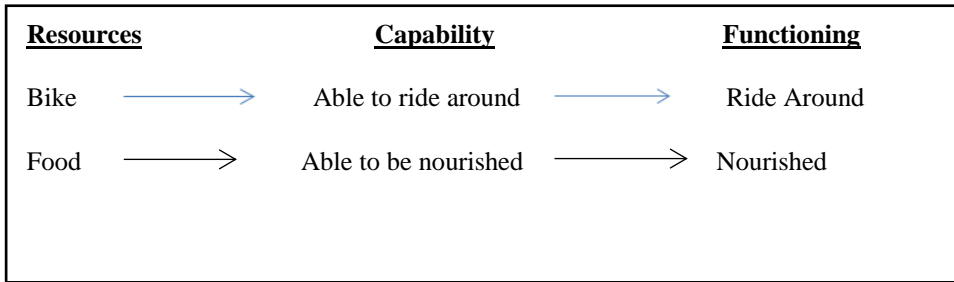 Resources Capability Functioning
Bike Able to ride around Ride Around
Food Able to be nourished Nourished